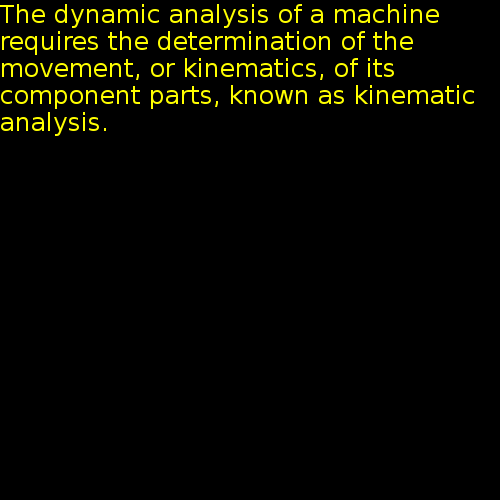 The dynamic analysis of a machine
requires the determination of the
movement, or kinematics, of its
component parts, known as kinematic
analysis.